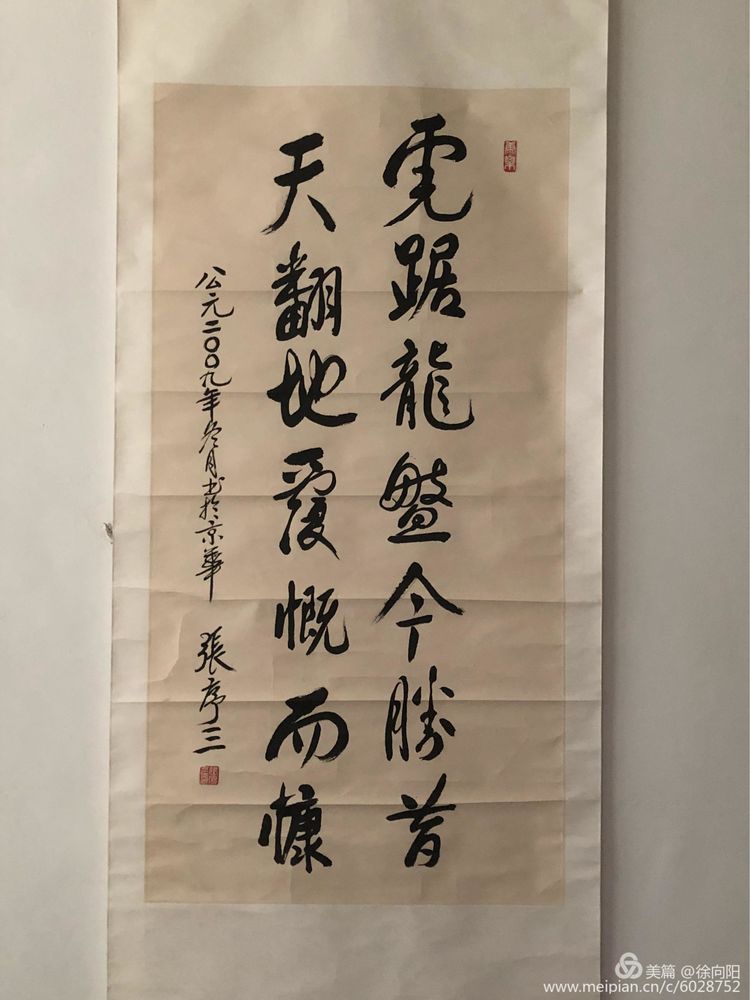 虎踞龍盤今勝昔
天翻地覆慨而慷
公元二〇〇九年冬月书於京華
張序三
美篇 @徐向阳
www.meipian.cn/c/6028752